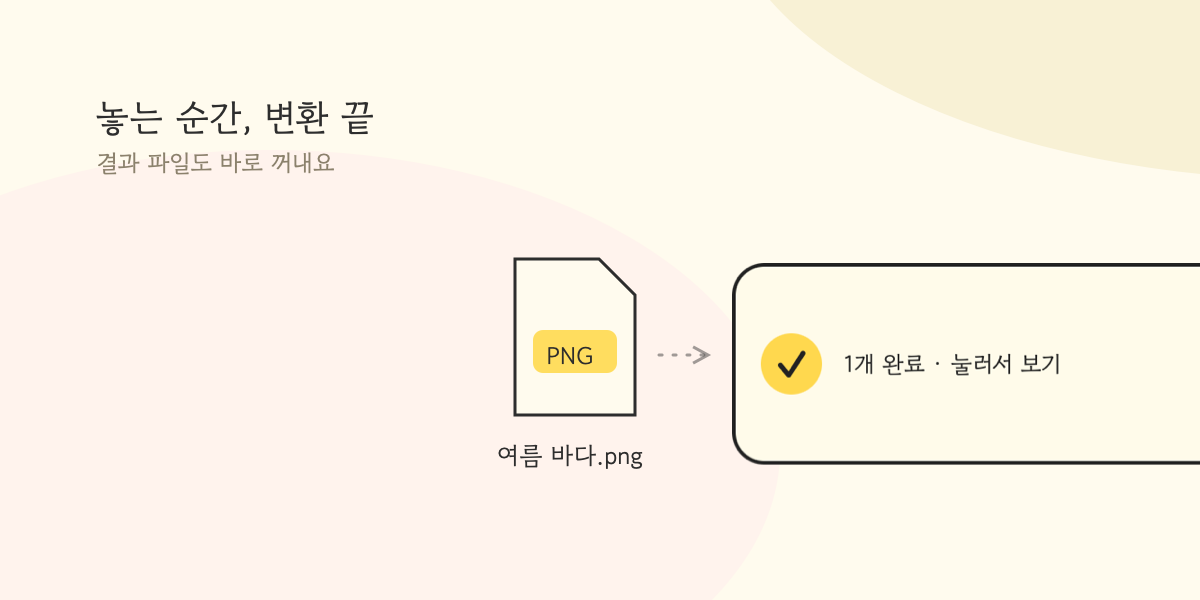 놓는 순간, 변환 끝
결과 파일도 바로 꺼내요
PNG
여름 바다.png
1개 완료 · 눌러서 보기